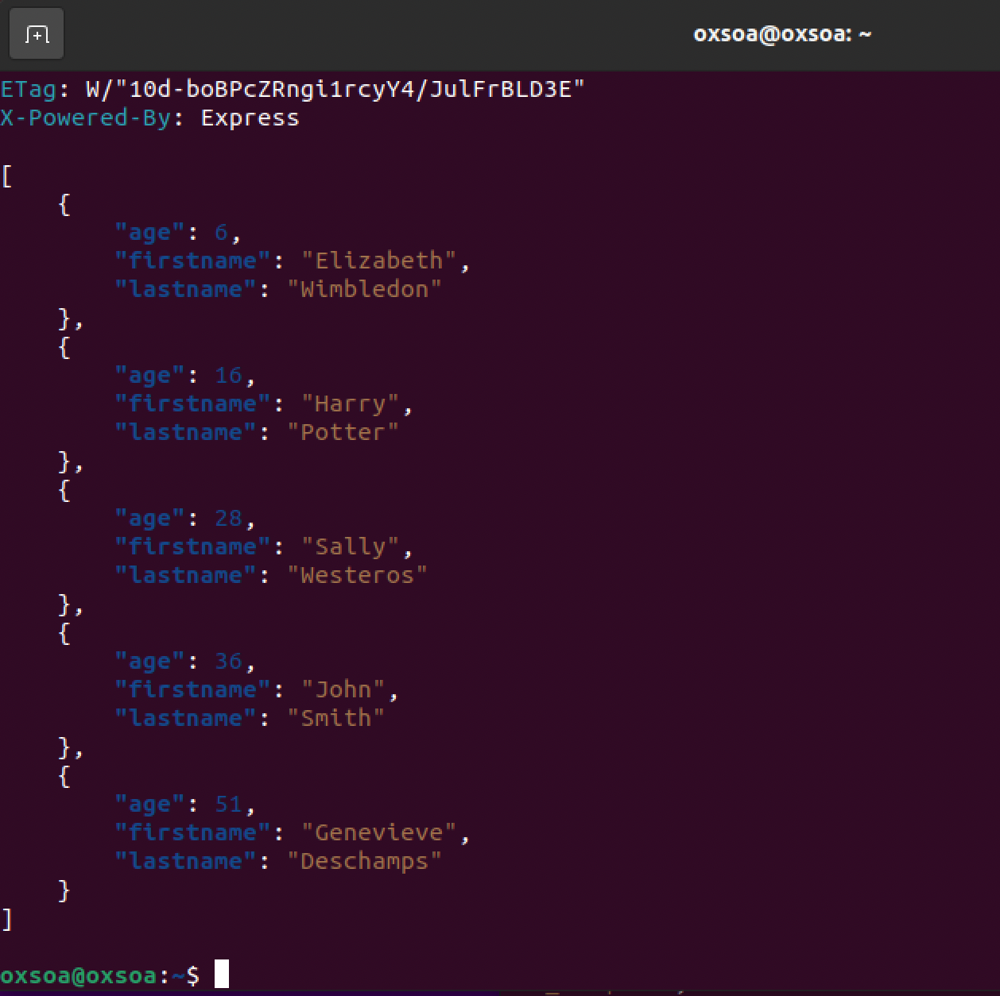 oxsoa@oxsoa: ~
ETag: W/"10d-boBPcZRngi1rcyY4/JulFrBLD3E"
X-Powered-By: Express
[
    {
        "age": 6,
        "firstname": "Elizabeth",
        "lastname": "Wimbledon"
    },
    {
        "age": 16,
        "firstname": "Harry",
        "lastname": "Potter"
    },
    {
        "age": 28,
        "firstname": "Sally",
        "lastname": "Westeros"
    },
    {
        "age": 36,
        "firstname": "John",
        "lastname": "Smith"
    },
    {
        "age": 51,
        "firstname": "Genevieve",
        "lastname": "Deschamps"
    }
]
oxsoa@oxsoa:~$